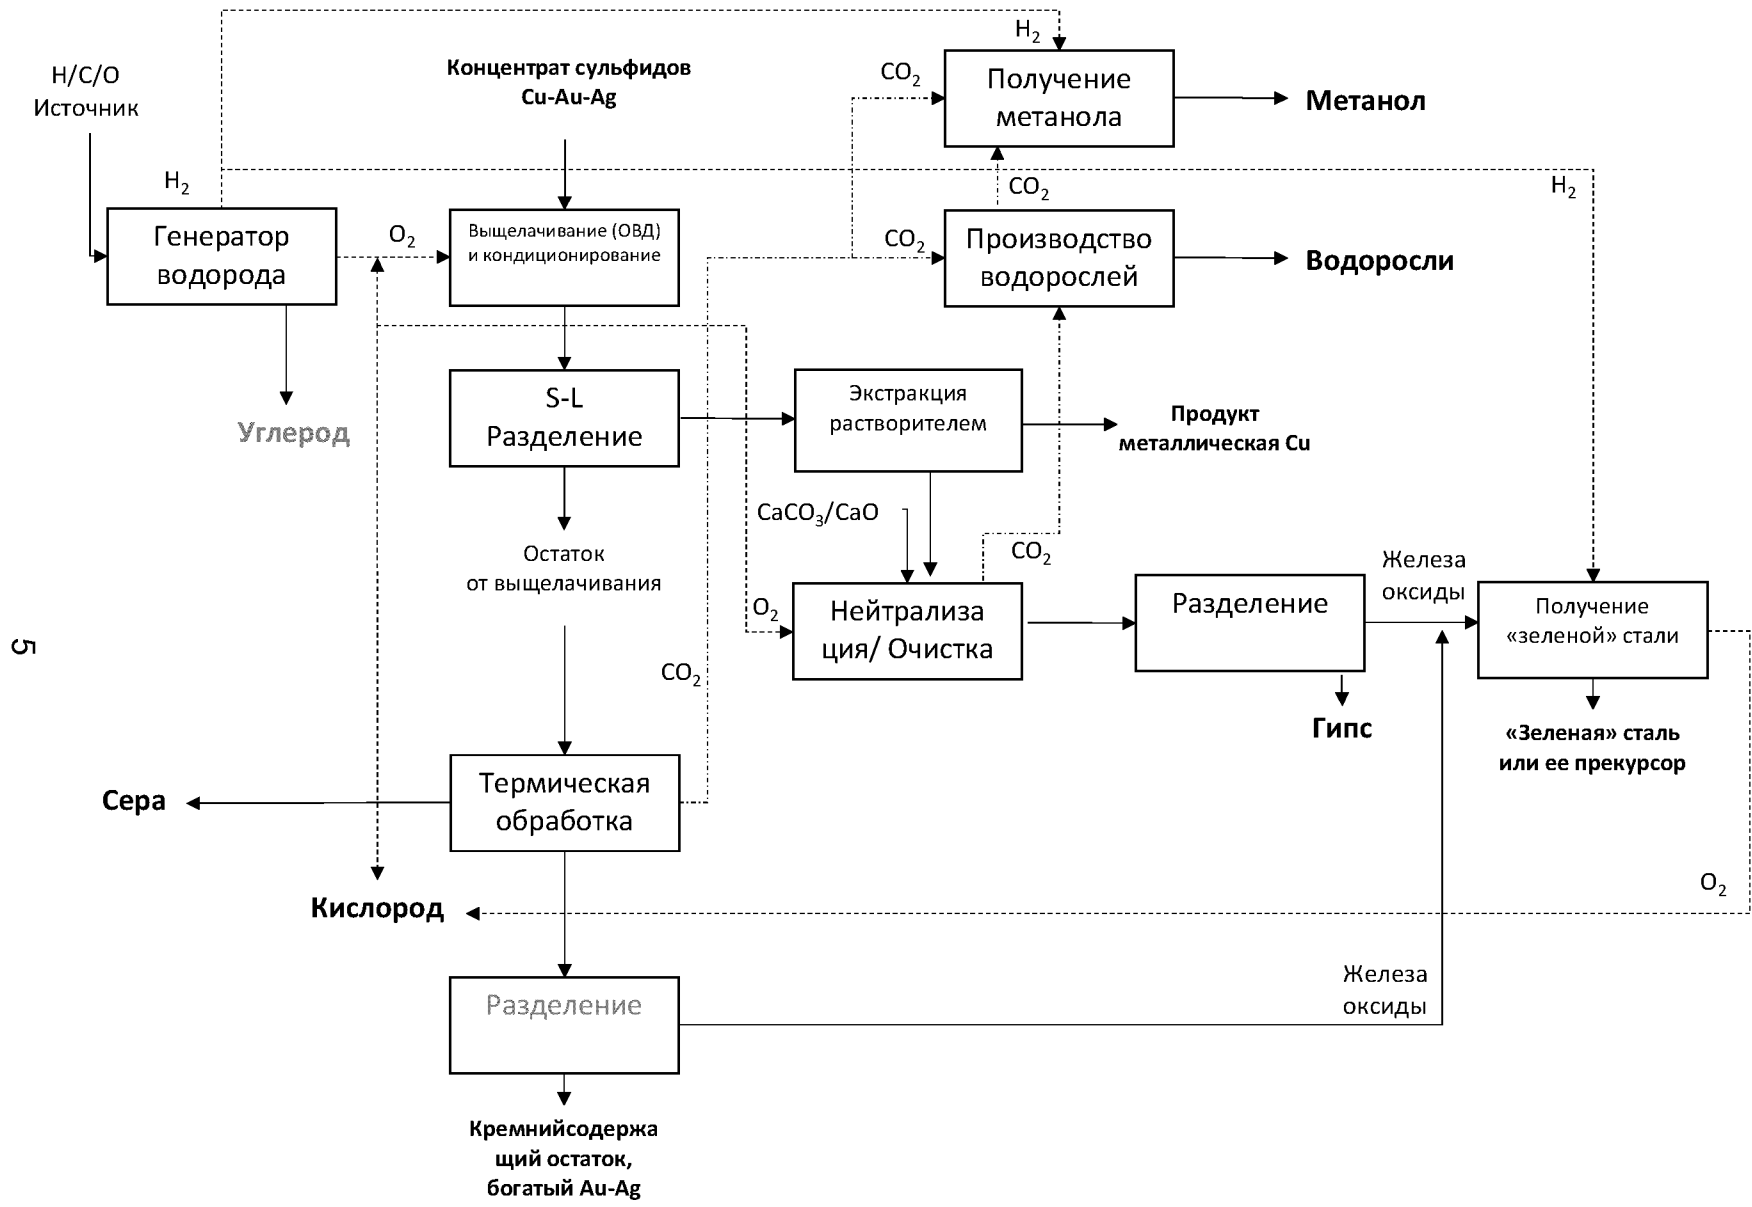 H₂
H/C/O
Источник
Концентрат сульфидов
Cu-Au-Ag
CO₂
Получение
метанола
Метанол
H₂
CO₂
H₂
Генератор
водорода
O₂
Выщелачивание (ОВД)
и кондиционирование
CO₂
Производство
водорослей
Водоросли
Углерод
S-L
Разделение
Экстракция
растворителем
Продукт
металлическая Cu
CaCO₃/CaO
CO₂
Остаток
от выщелачивания
O₂
Нейтрализа
ция/ Очистка
Разделение
Железа
оксиды
Получение
«зеленой» стали
5
CO₂
Гипс
«Зеленая» сталь
или ее прекурсор
Сера
Термическая
обработка
Кислород
O₂
Разделение
Железа
оксиды
Кремнийсодержа
щий остаток,
богатый Au-Ag